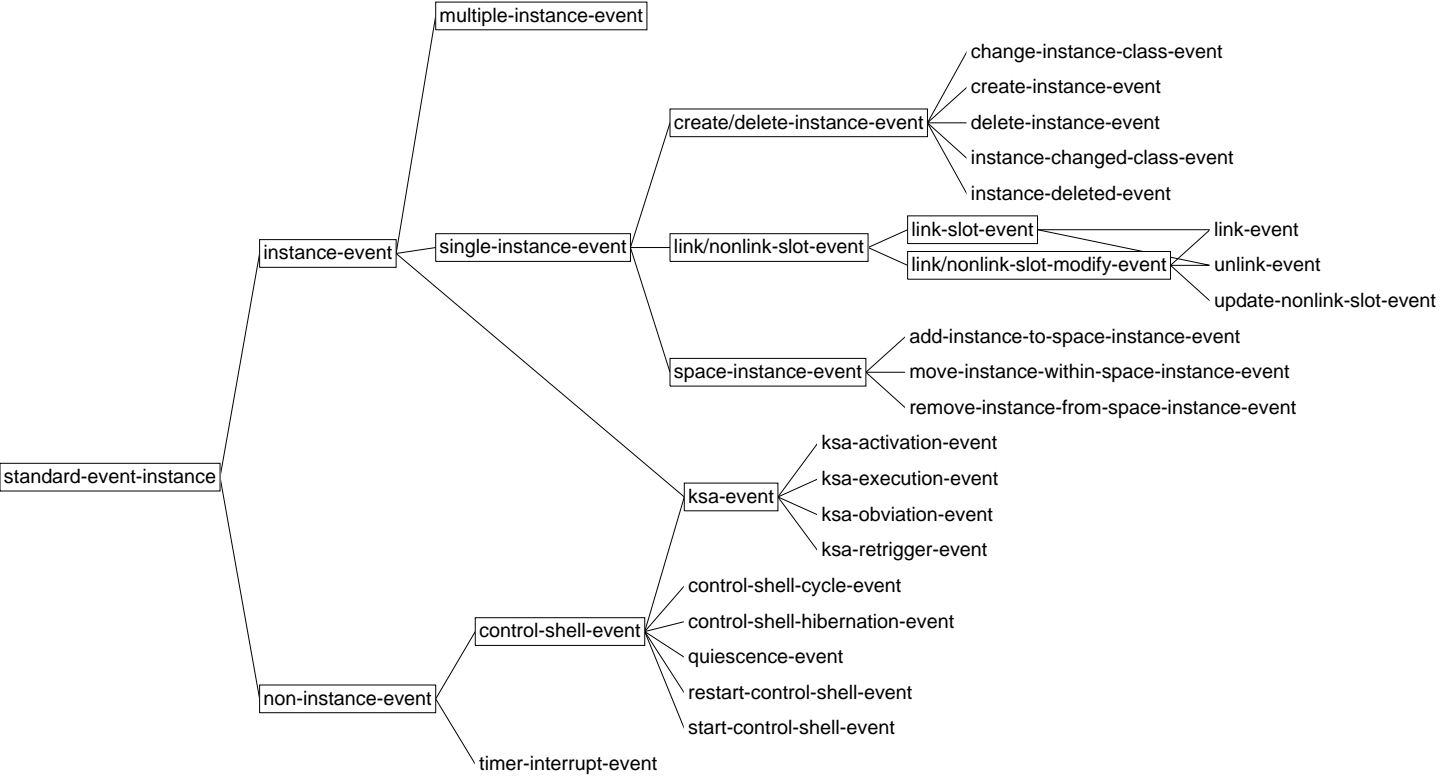 multiple-instance-event
change-instance-class-event
create-instance-event
create/delete-instance-event
delete-instance-event
instance-changed-class-event
instance-deleted-event
link-slot-event
link-event
instance-event
single-instance-event
link/nonlink-slot-event
link/nonlink-slot-modify-event
unlink-event
update-nonlink-slot-event
add-instance-to-space-instance-event
space-instance-event
move-instance-within-space-instance-event
remove-instance-from-space-instance-event
ksa-activation-event
standard-event-instance
ksa-execution-event
ksa-event
ksa-obviation-event
ksa-retrigger-event
control-shell-cycle-event
control-shell-event
control-shell-hibernation-event
quiescence-event
non-instance-event
restart-control-shell-event
start-control-shell-event
timer-interrupt-event